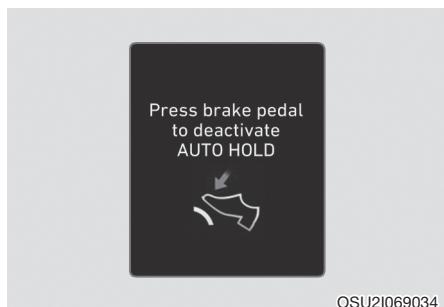 Press brake pedal
to deactivate
AUTO HOLD
OSU2I069034